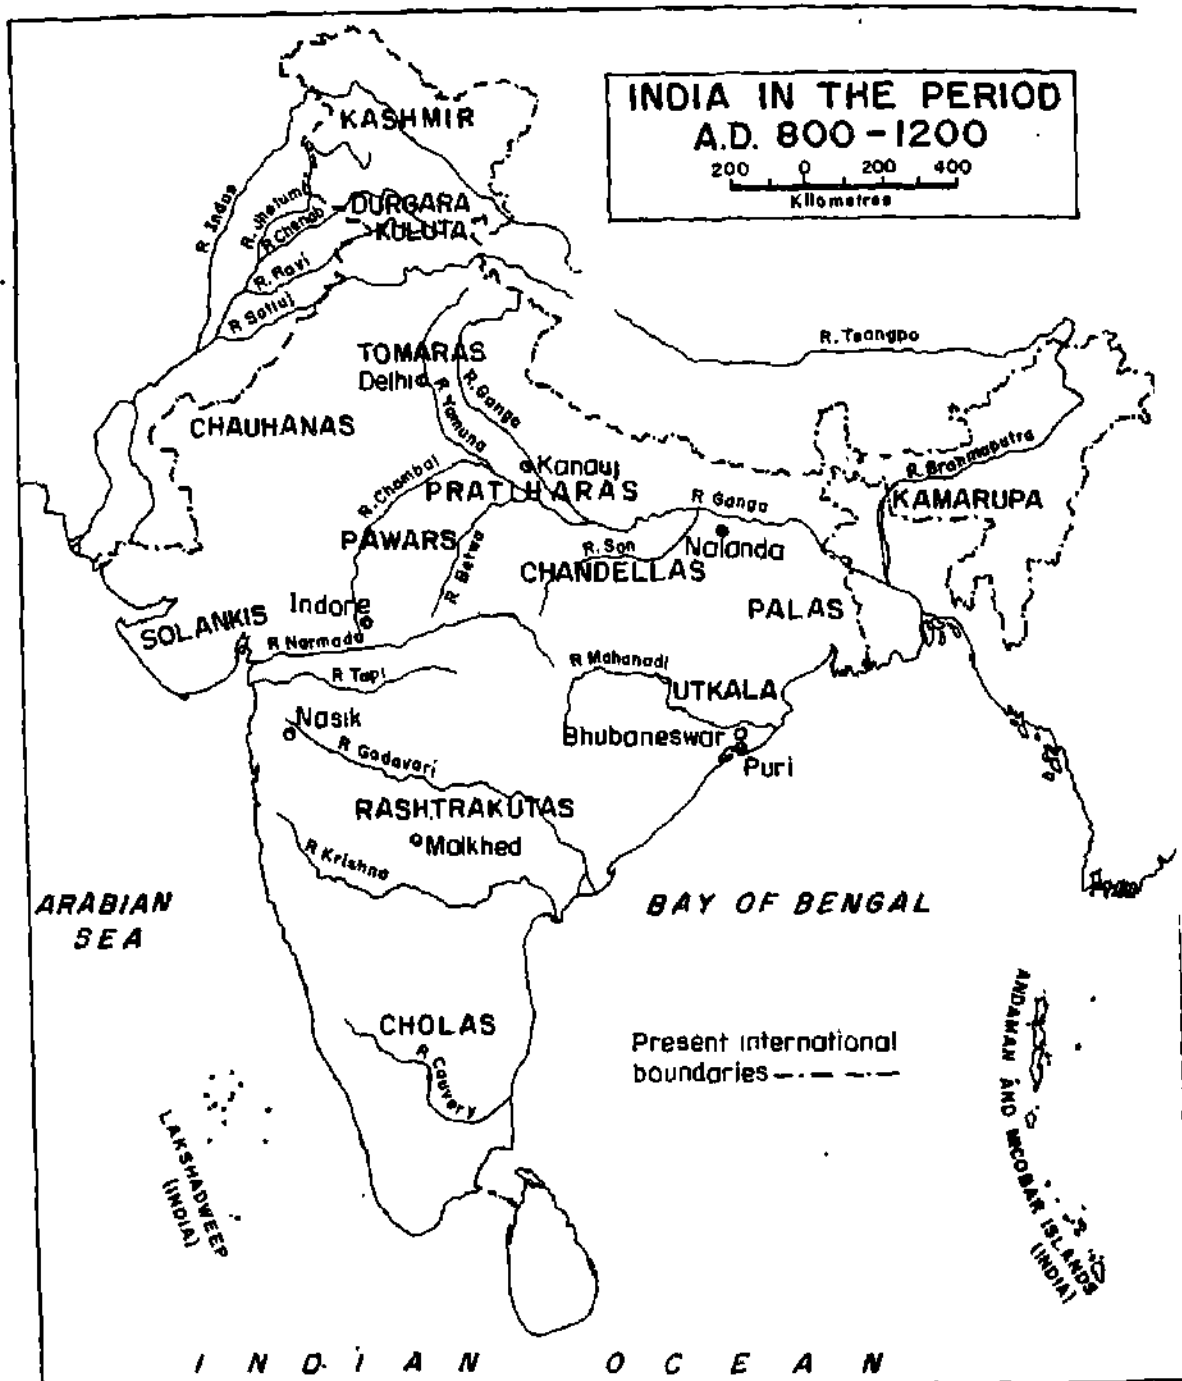 INDIA IN THE PERIOD
A.D. 800-1200
200 0 200 400
Kilometres
KASHMIR
R. Indus
R. Jhelum
DURGARA
R Chenab
KULUTA
R. Ravi
R Satluj
R. Tsangpo
TOMARAS
Delhi
R. Ganga
R. Yamuna
CHAUHANAS
R. Brahmaputra
Kanauj
R. Chambal
PRATIHARAS
R Ganga
KAMARUPA
PAWARS
R Betwa
R. Son
Nalanda
CHANDELLAS
PALAS
Indore
SOLANKIS
R Narmada
R Tapi
R Mahanadi
UTKALA
Nasik
Bhubaneswar
R Godavari
Puri
RASHTRAKUTAS
Malkhed
R Krishna
ARABIAN
SEA
BAY OF BENGAL
CHOLAS
R Cauvery
Present international
boundaries
ANDAMAN AND NICOBAR ISLANDS
(INDIA)
LAKSHADWEEP
(INDIA)
INDIAN OCEAN